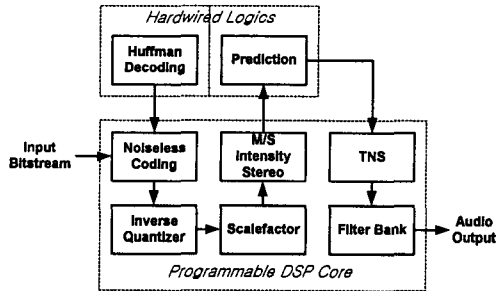 Hardwired Logics
Huffman
Decoding
Prediction
Input
Bitstream
Noiseless
Coding
M/S
Intensity
Stereo
TNS
Inverse
Quantizer
Scalefactor
Filter Bank
Audio
Output
Programmable DSP Core